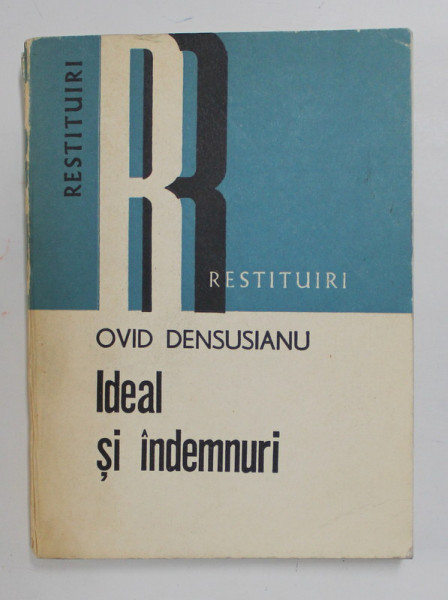 RESTITUIRI
R
RESTITUIRI
OVID DENSUSIANU
Ideal
și îndemnuri